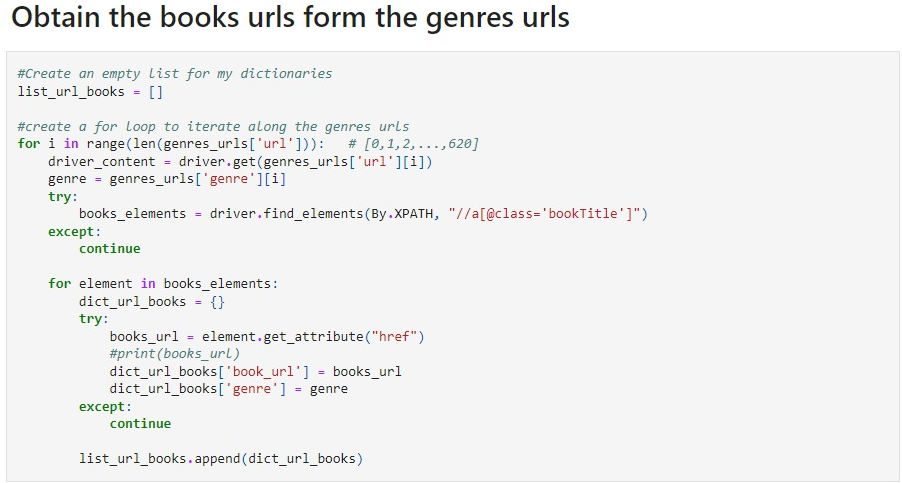 Obtain the books urls form the genres urls
#Create an empty list for my dictionaries
list_url_books = []
#create a for loop to iterate along the genres urls
for i in range(len(genres_urls['url'])):   # [0,1,2,...,620]
    driver_content = driver.get(genres_urls['url'][i])
    genre = genres_urls['genre'][i]
    try:
        books_elements = driver.find_elements(By.XPATH, "//a[@class='bookTitle']")
    except:
        continue
    for element in books_elements:
        dict_url_books = {}
        try:
            books_url = element.get_attribute("href")
            #print(books_url)
            dict_url_books['book_url'] = books_url
            dict_url_books['genre'] = genre
        except:
            continue
        list_url_books.append(dict_url_books)